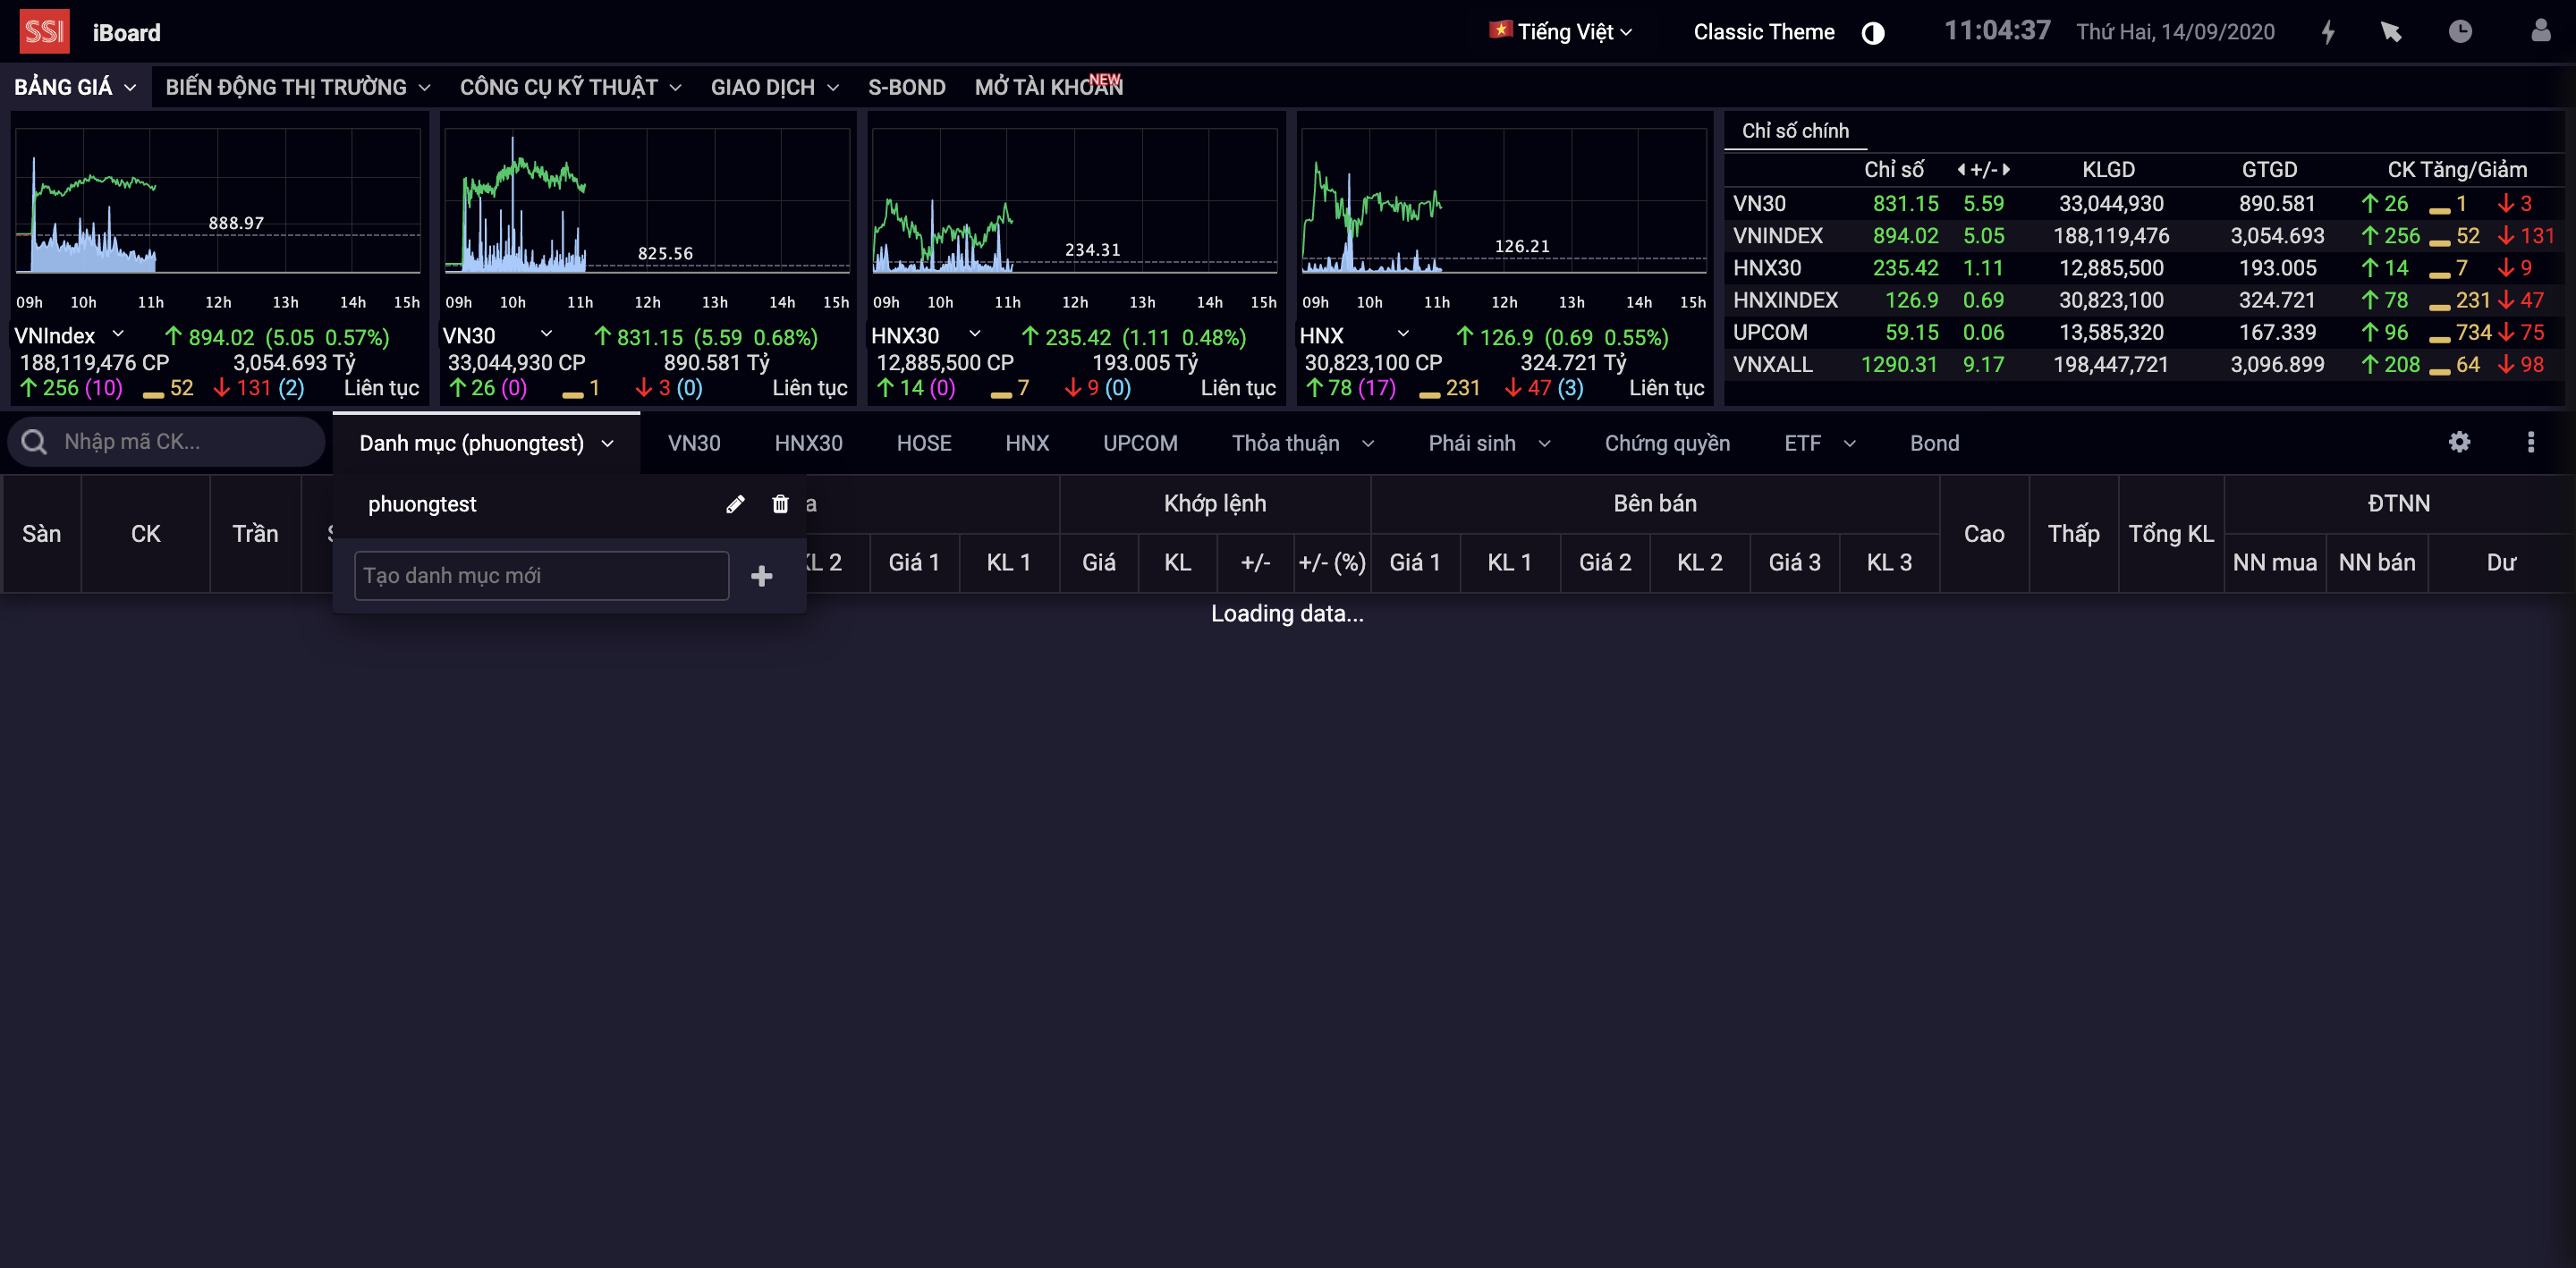 SSI iBoard Tiếng Việt Classic Theme 11:04:37 Thứ Hai, 14/09/2020
BẢNG GIÁ BIẾN ĐỘNG THỊ TRƯỜNG CÔNG CỤ KỸ THUẬT GIAO DỊCH S-BOND MỞ TÀI KHOẢN NEW
888.97
09h 10h 11h 12h 13h 14h 15h
VNIndex 894.02 (5.05 0.57%)
188,119,476 CP 3,054.693 Tỷ
256 (10) 52 131 (2) Liên tục
825.56
09h 10h 11h 12h 13h 14h 15h
VN30 831.15 (5.59 0.68%)
33,044,930 CP 890.581 Tỷ
26 (0) 1 3 (0) Liên tục
234.31
09h 10h 11h 12h 13h 14h 15h
HNX30 235.42 (1.11 0.48%)
12,885,500 CP 193.005 Tỷ
14 (0) 7 9 (0) Liên tục
126.21
09h 10h 11h 12h 13h 14h 15h
HNX 126.9 (0.69 0.55%)
30,823,100 CP 324.721 Tỷ
78 (17) 231 47 (3) Liên tục
Chỉ số chính
Chỉ số +/- KLGD GTGD CK Tăng/Giảm
VN30 831.15 5.59 33,044,930 890.581 26 1 3
VNINDEX 894.02 5.05 188,119,476 3,054.693 256 52 131
HNX30 235.42 1.11 12,885,500 193.005 14 7 9
HNXINDEX 126.9 0.69 30,823,100 324.721 78 231 47
UPCOM 59.15 0.06 13,585,320 167.339 96 734 75
VNXALL 1290.31 9.17 198,447,721 3,096.899 208 64 98
Nhập mã CK... Danh mục (phuongtest) VN30 HNX30 HOSE HNX UPCOM Thỏa thuận Phái sinh Chứng quyền ETF Bond
phuongtest
Tạo danh mục mới
Khớp lệnh Bên bán ĐTNN
Sàn CK Trần Cao Thấp Tổng KL
KL 2 Giá 1 KL 1 Giá KL +/- +/- (%) Giá 1 KL 1 Giá 2 KL 2 Giá 3 KL 3 NN mua NN bán Dư
Loading data...